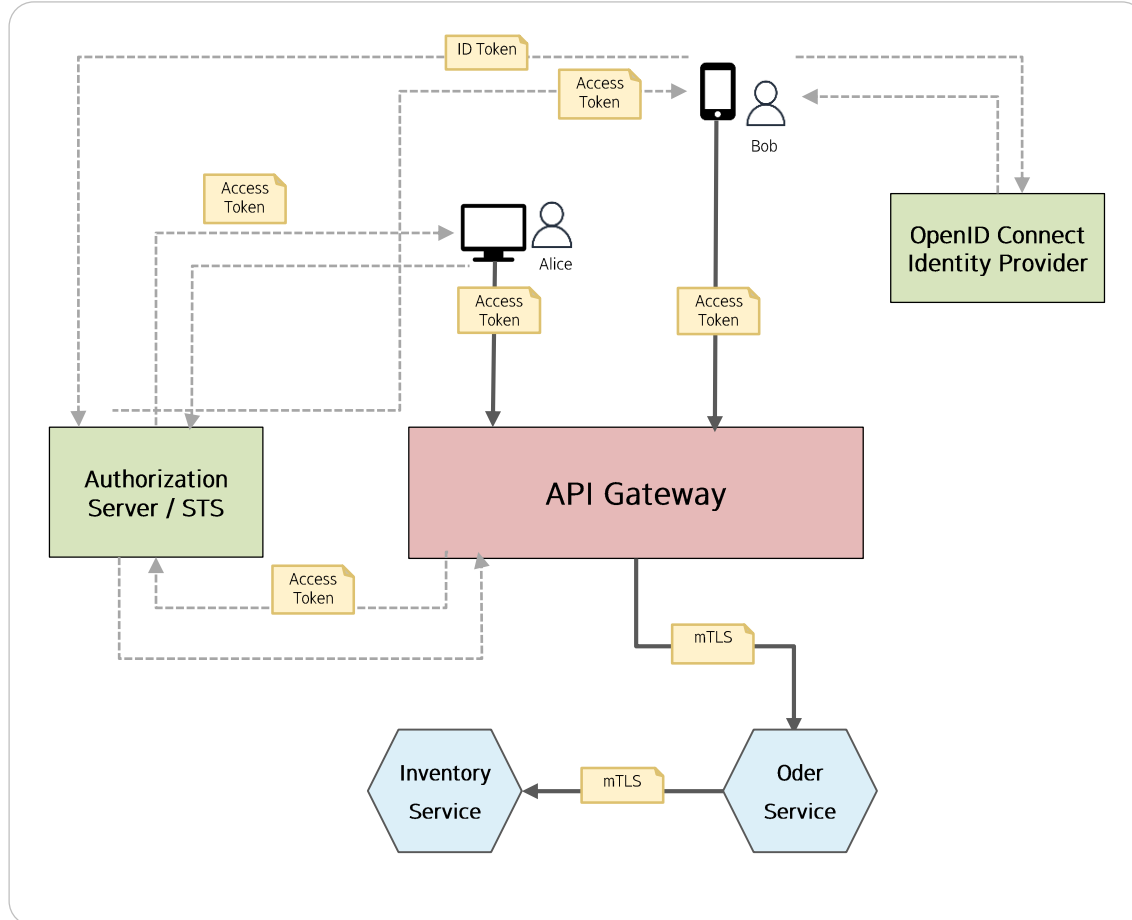 ID Token
Access
Token
Bob
Access
Token
OpenID Connect
Identity Provider
Alice
Access
Token
Access
Token
Authorization
Server / STS
API Gateway
Access
Token
mTLS
Inventory
Service
mTLS
Oder
Service